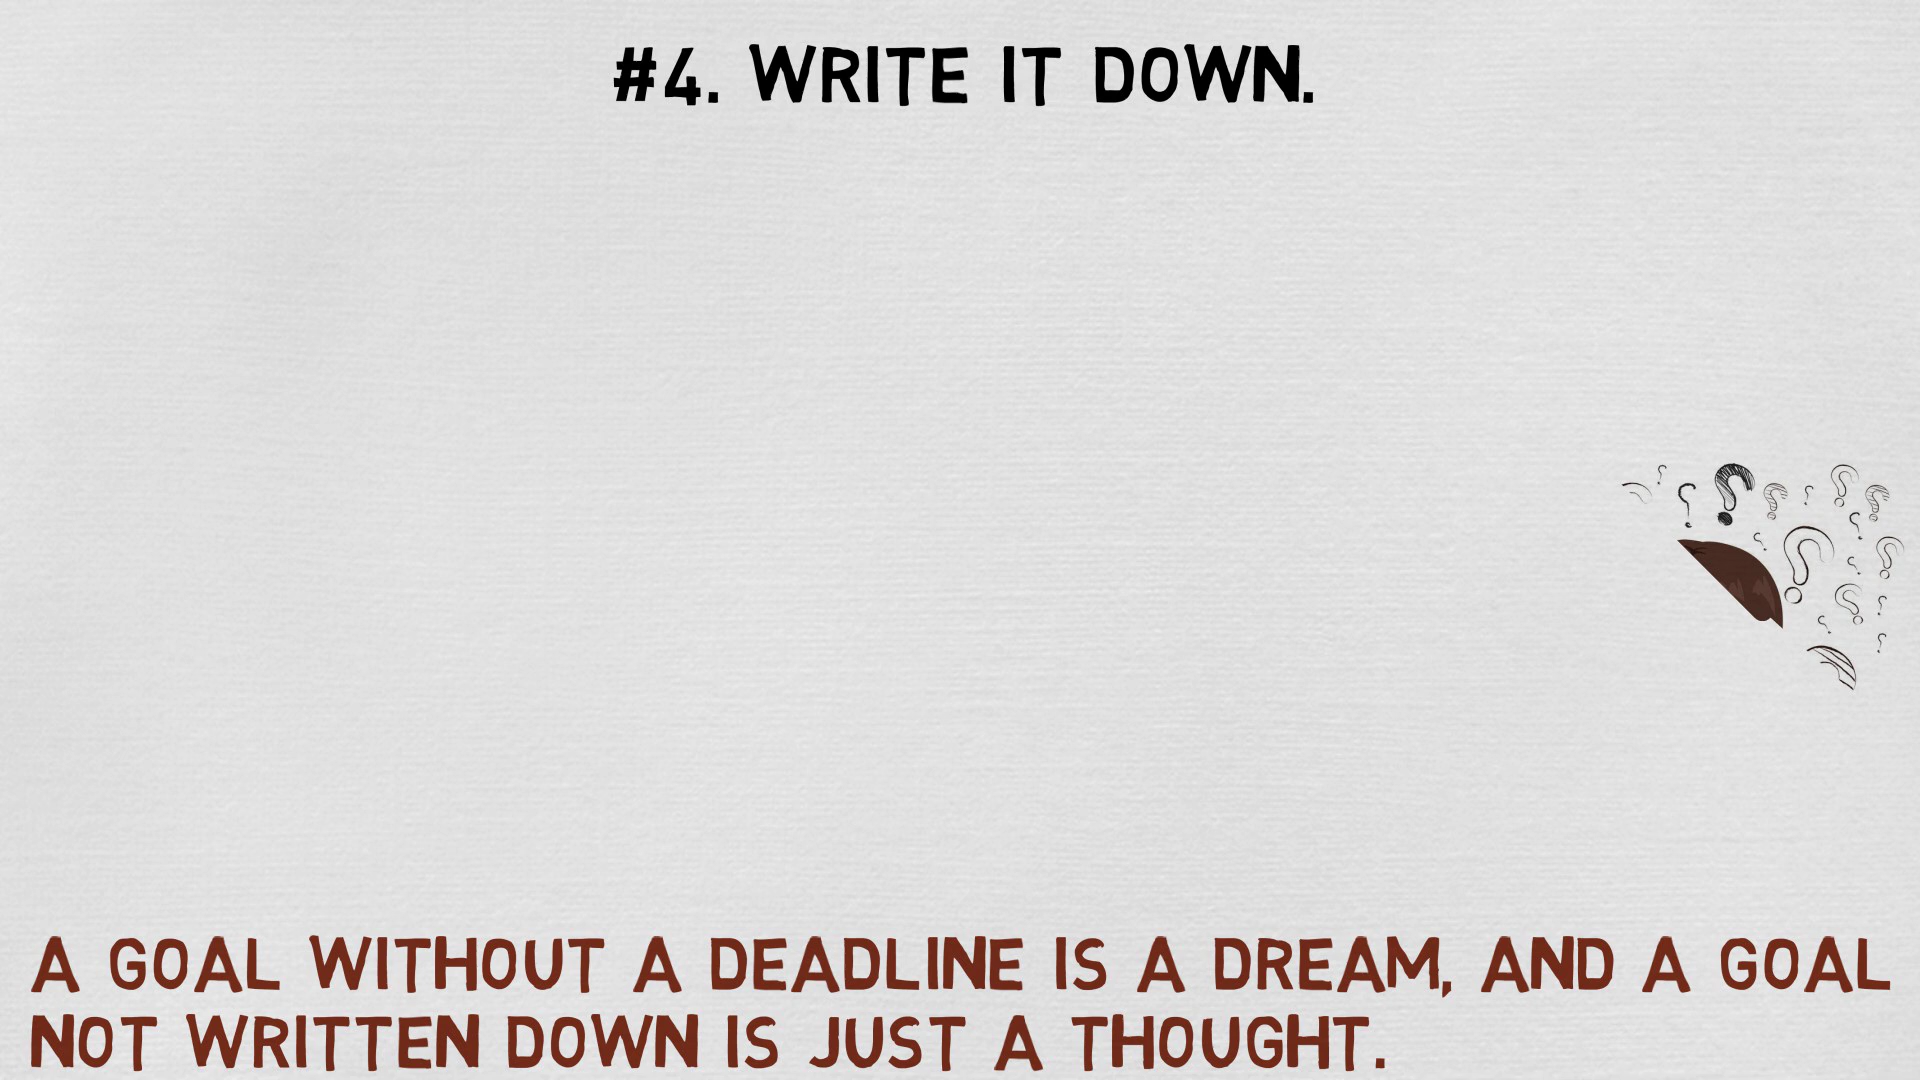 #4. WRITE IT DOWN.
A GOAL WITHOUT A DEADLINE IS A DREAM, AND A GOAL
NOT WRITTEN DOWN IS JUST A THOUGHT.